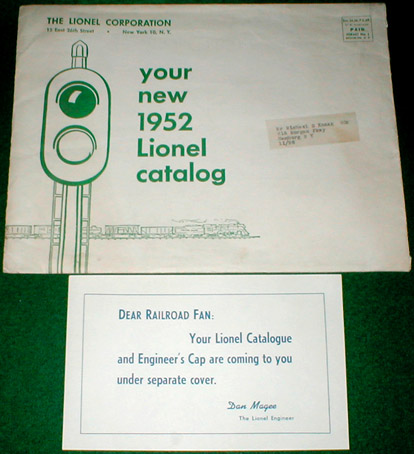 THE LIONEL CORPORATION
15 East 26th Street • New York 10, N. Y.
PAID
your
new
1952
Lionel
catalog
DEAR RAILROAD FAN:
Your Lionel Catalogue
and Engineer's Cap are coming to you
under separate cover.
Dan Magee
The Lionel Engineer